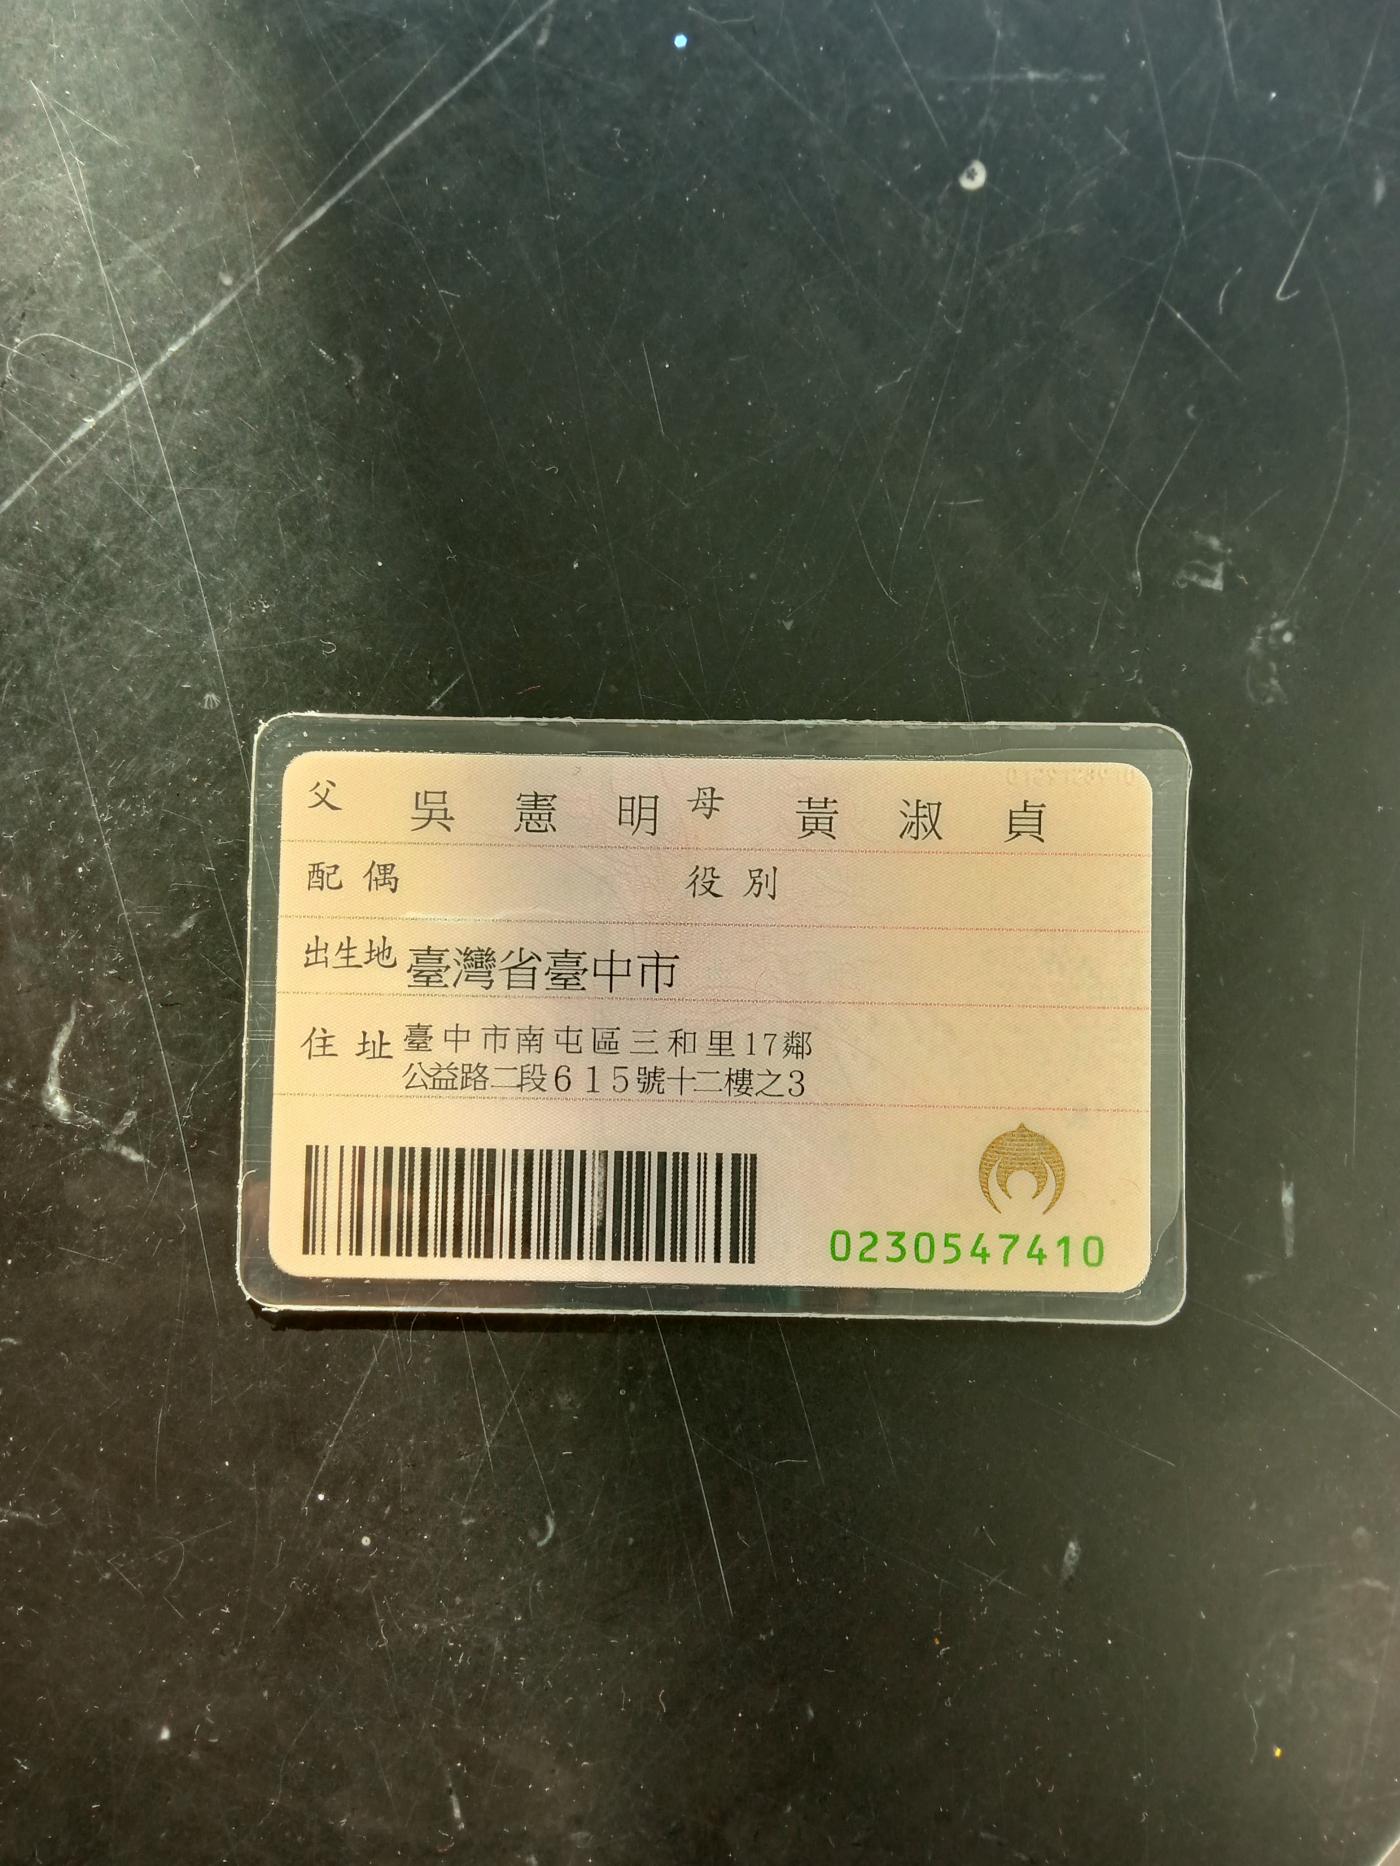 父 吳憲明 母 黃淑貞
配偶 役別
出生地 臺灣省臺中市
住址 臺中市南屯區三和里17鄰
公益路二段615號十二樓之3
0230547410